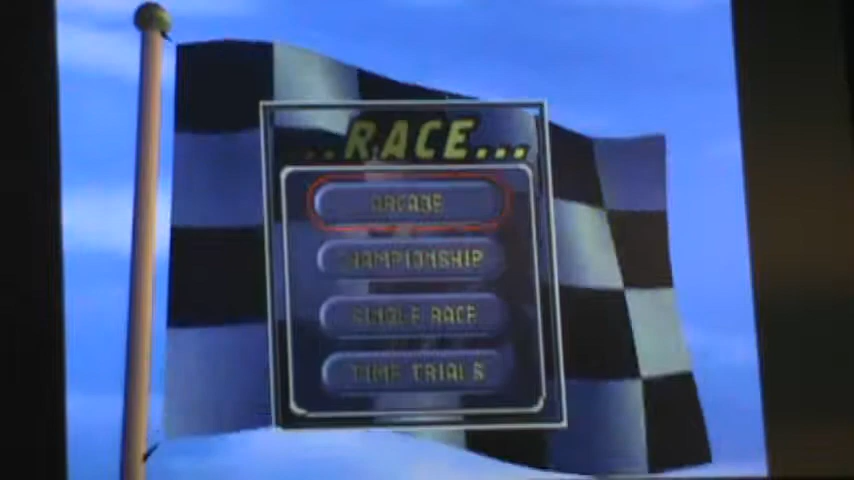 ...RACE...
ARCADE
CHAMPIONSHIP
SINGLE RACE
TIME TRIALS